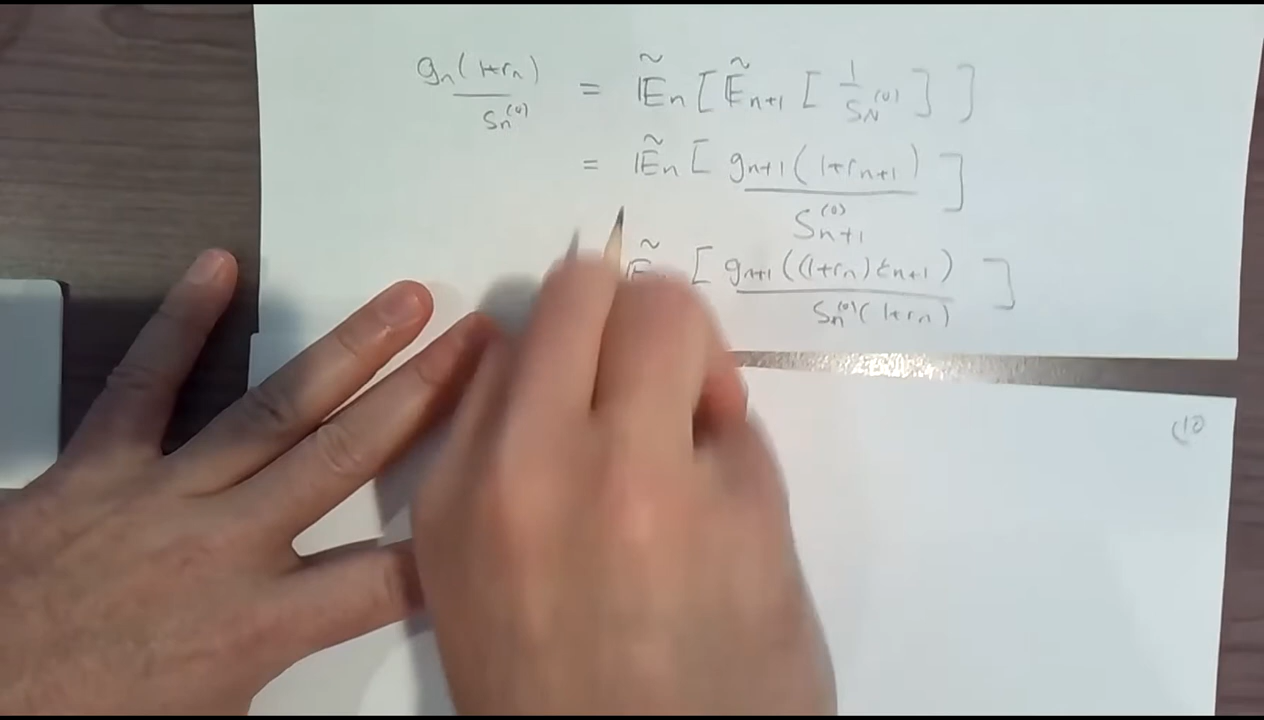 gn(1+rn) / Sn^(0) = Ẽn [ Ẽn+1 [ 1 / SN^(0) ] ]
= Ẽn [ gn+1(1+rn+1) / Sn+1^(0) ]
Ẽ [ gn+1((1+rn)ξn+1) / Sn^(0)(1+rn) ]
(10